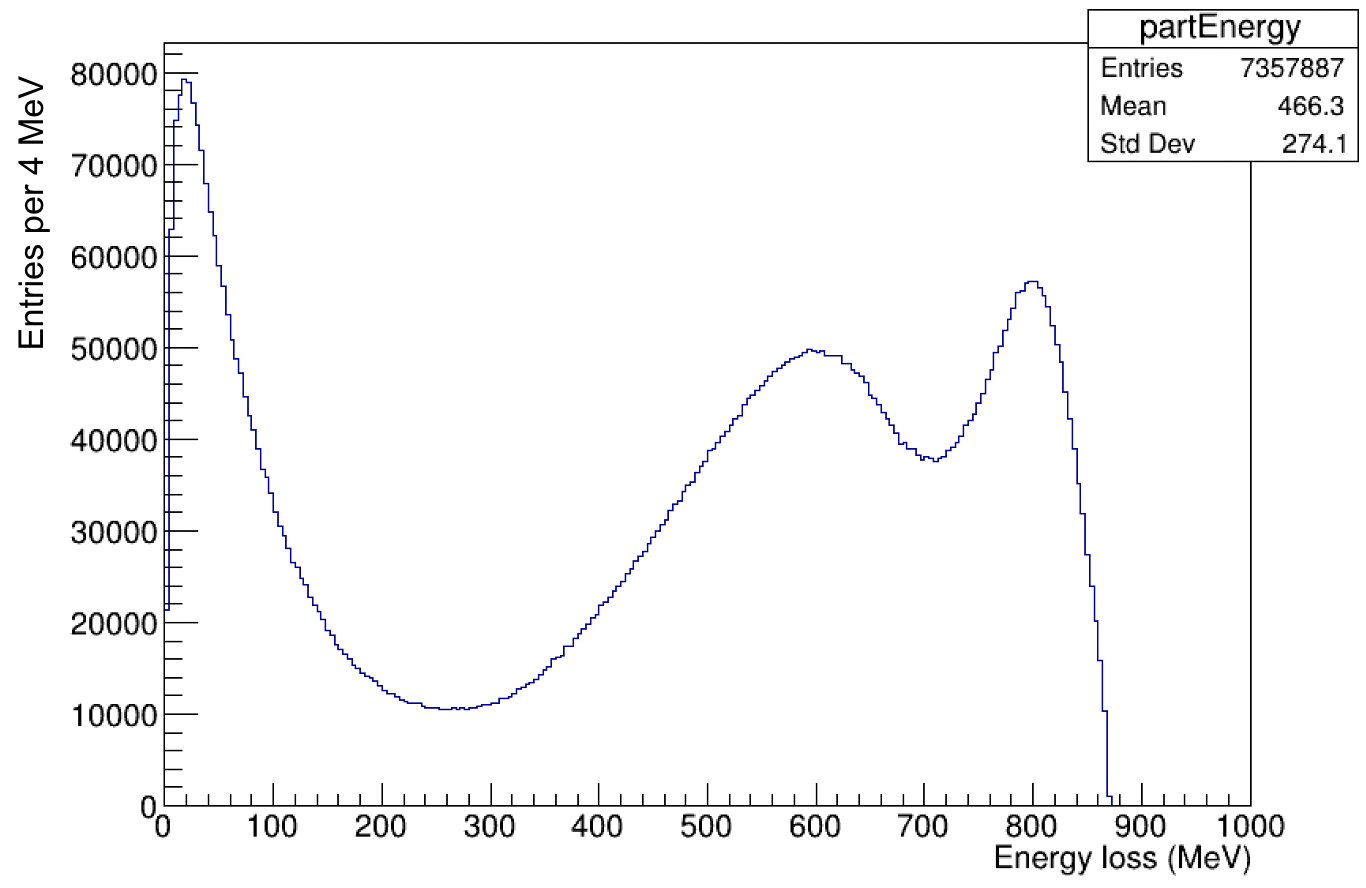 partEnergy
Entries 7357887
Mean 466.3
Std Dev 274.1
Entries per 4 MeV
80000
70000
60000
50000
40000
30000
20000
10000
0
0 100 200 300 400 500 600 700 800 900 1000
Energy loss (MeV)